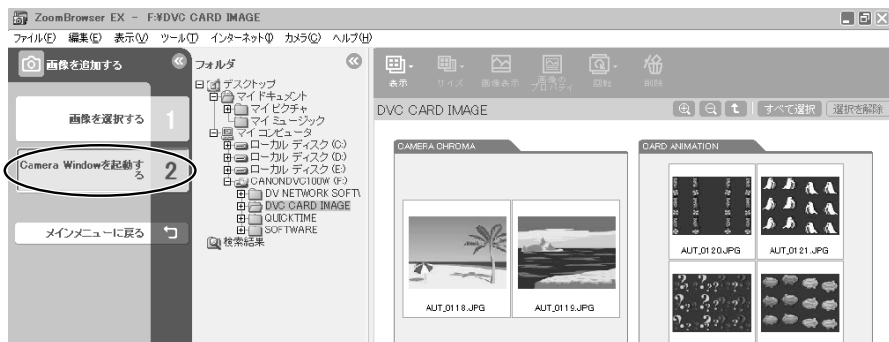 ZoomBrowser EX - F:¥DVC CARD IMAGE
ファイル(F) 編集(E) 表示(V) ツール(T) インターネット(I) カメラ(C) ヘルプ(H)
画像を追加する
画像を選択する 1
Camera Windowを起動する 2
メインメニューに戻る
フォルダ
デスクトップ
マイ ドキュメント
マイ ピクチャ
マイ ミュージック
マイ コンピュータ
ローカル ディスク (C:)
ローカル ディスク (D:)
ローカル ディスク (E:)
CANONDVC100W (F:)
DV NETWORK SOFT
DVC CARD IMAGE
QUICKTIME
SOFTWARE
検索結果
表示 サイズ 画像表示 画像のプロパティ 回転 削除
DVC CARD IMAGE すべて選択 選択を解除
CAMERA CHROMA
AUT_0118.JPG AUT_0119.JPG
CARD ANIMATION
AUT_0120.JPG AUT_0121.JPG